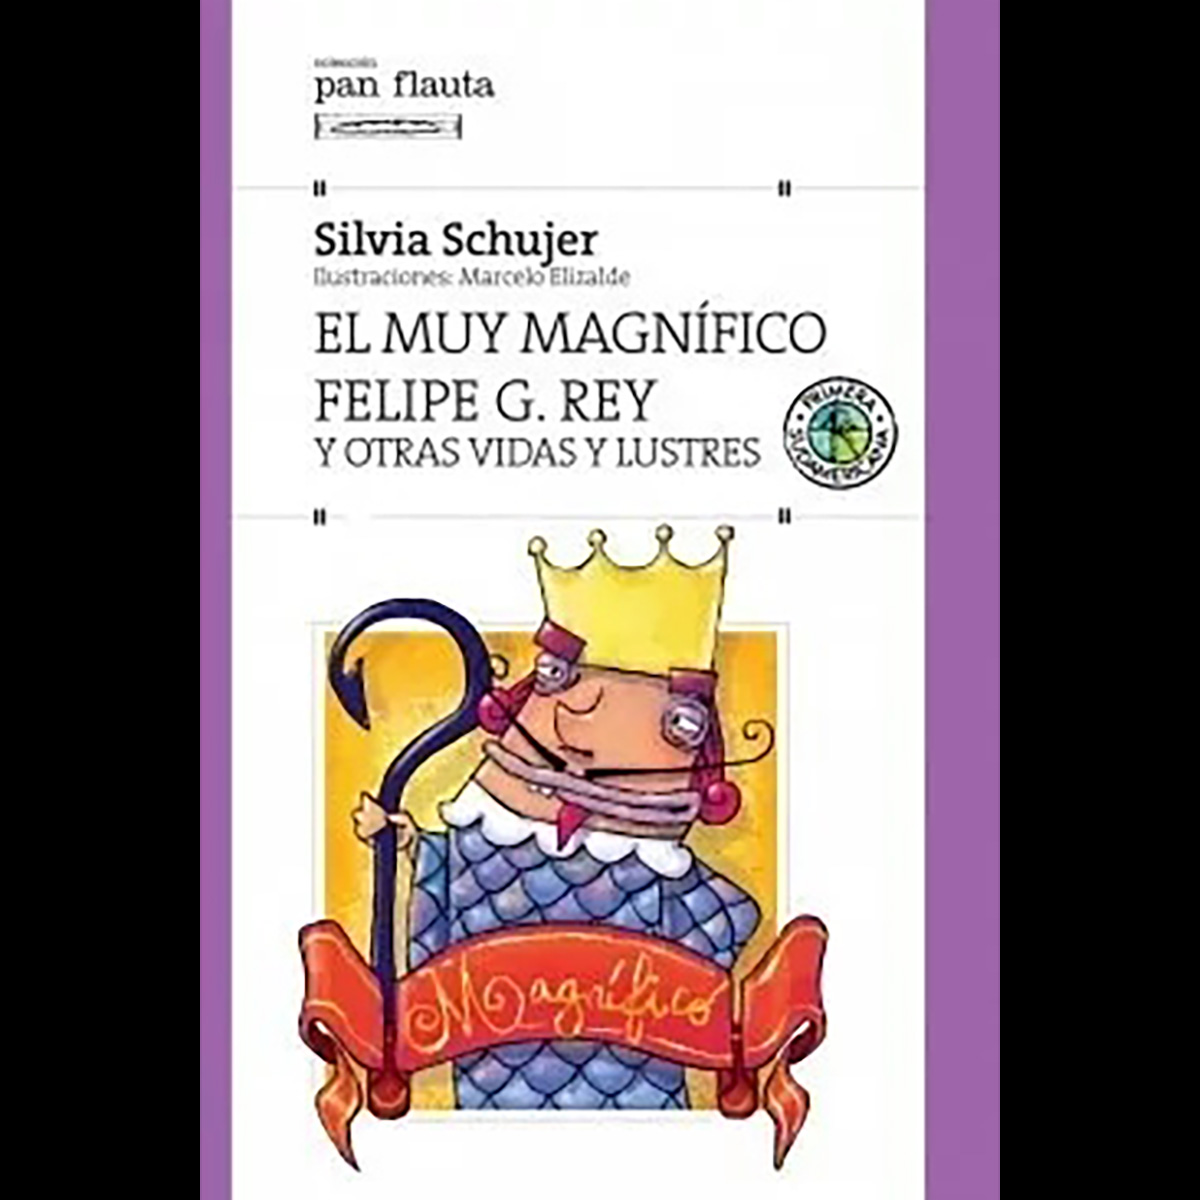 colección
pan flauta
Silvia Schujer
Ilustraciones: Marcelo Elizalde
EL MUY MAGNÍFICO
FELIPE G. REY
Y OTRAS VIDAS Y LUSTRES
PRIMERA
SUDAMERICANA
Magnífico